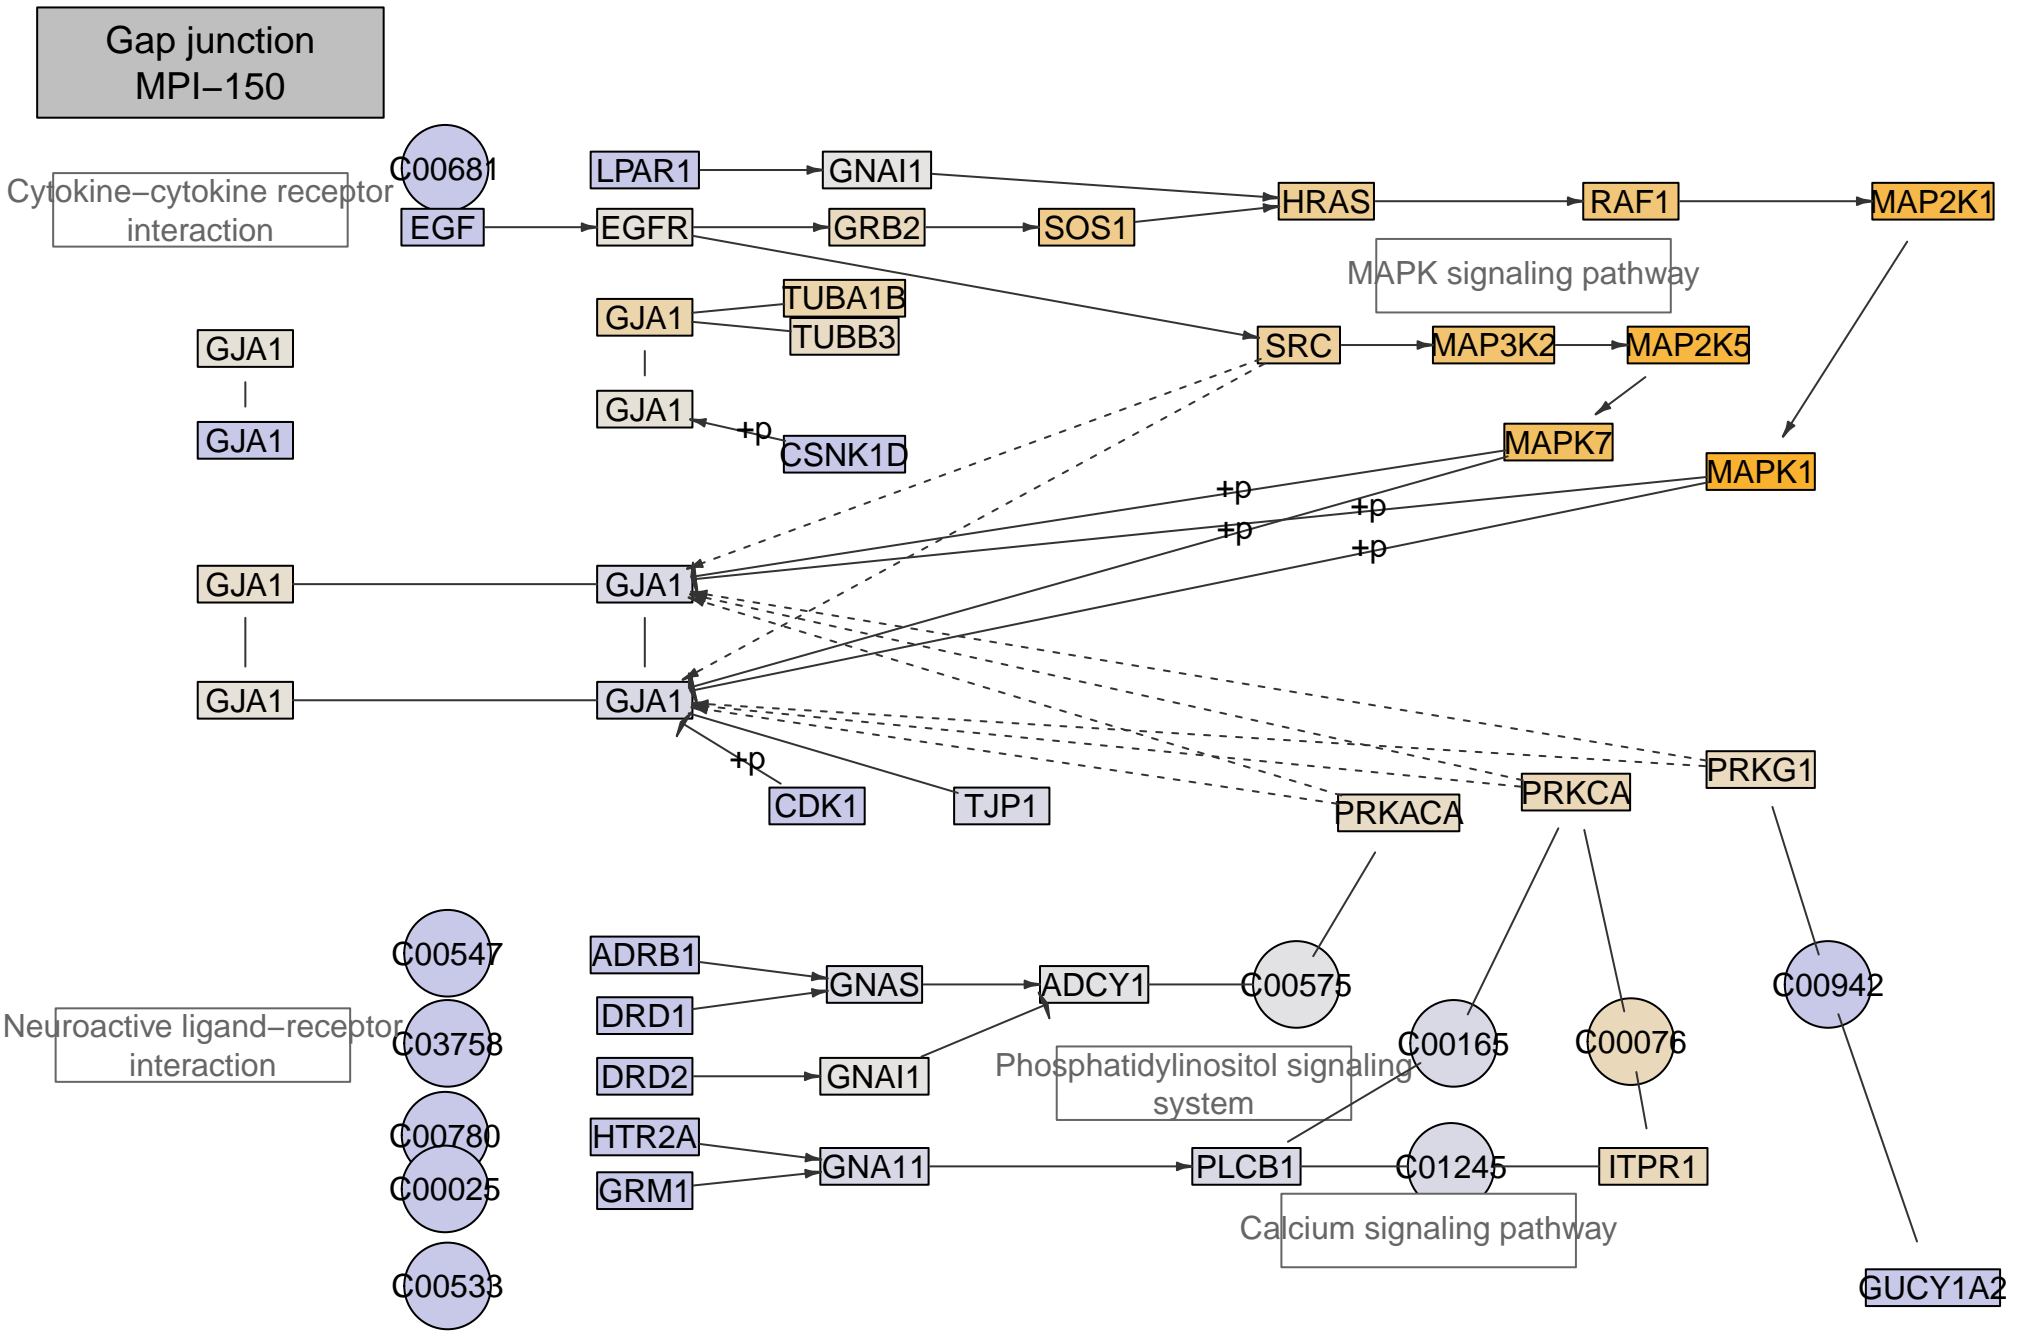 Gap junction
MPI−150
C00681
LPAR1
GNAI1
Cytokine−cytokine receptor
interaction
HRAS
RAF1
MAP2K1
EGF
EGFR
GRB2
SOS1
MAPK signaling pathway
TUBA1B
GJA1
TUBB3
GJA1
SRC
MAP3K2
MAP2K5
GJA1
+p
GJA1
CSNK1D
MAPK7
MAPK1
+p
+p
+p
+p
GJA1
GJA1
GJA1
GJA1
+p
CDK1
TJP1
PRKACA
PRKCA
PRKG1
C00547
ADRB1
GNAS
ADCY1
C00575
C00942
DRD1
Neuroactive ligand−receptor
interaction
C03758
C00165
C00076
DRD2
GNAI1
Phosphatidylinositol signaling
system
C00780
HTR2A
GNA11
PLCB1
C01245
ITPR1
C00025
GRM1
Calcium signaling pathway
C00533
GUCY1A2